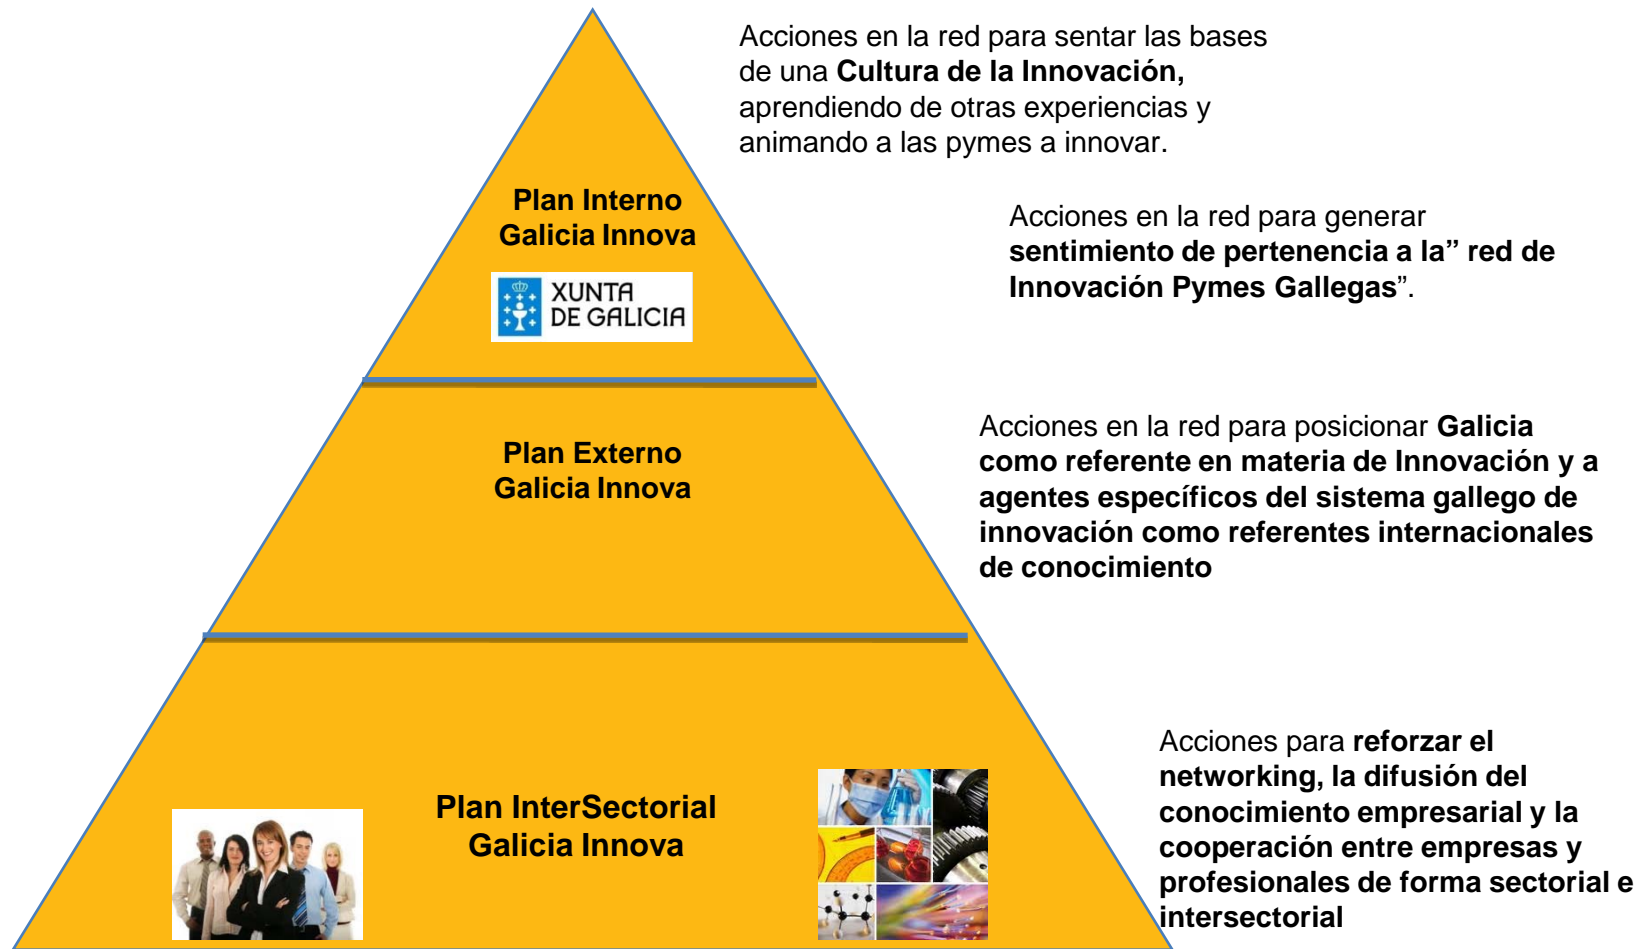 Acciones en la red para sentar las bases
de una Cultura de la Innovación,
aprendiendo de otras experiencias y
animando a las pymes a innovar.
Plan Interno
Galicia Innova
XUNTA
DE GALICIA
Acciones en la red para generar
sentimiento de pertenencia a la” red de
Innovación Pymes Gallegas”.
Plan Externo
Galicia Innova
Acciones en la red para posicionar Galicia
como referente en materia de Innovación y a
agentes específicos del sistema gallego de
innovación como referentes internacionales
de conocimiento
Plan InterSectorial
Galicia Innova
Acciones para reforzar el
networking, la difusión del
conocimiento empresarial y la
cooperación entre empresas y
profesionales de forma sectorial e
intersectorial